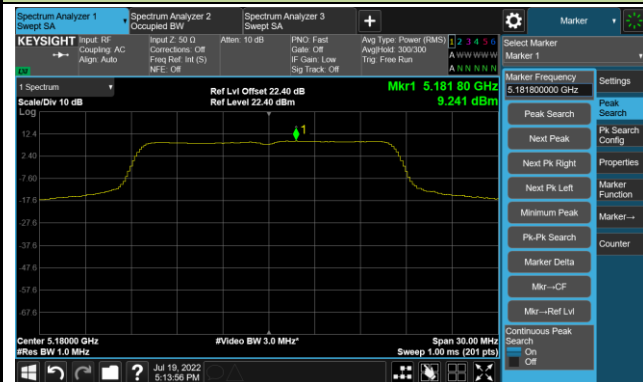 Spectrum Analyzer 1
Swept SA
Spectrum Analyzer 2
Occupied BW
Spectrum Analyzer 3
Swept SA
+
Marker
KEYSIGHT
Input: RF
Coupling: AC
Align: Auto
Input Z: 50 Ω
Corrections: Off
Freq Ref: Int (S)
NFE: Off
Atten: 10 dB
PNO: Fast
Gate: Off
IF Gain: Low
Sig Track: Off
Avg Type: Power (RMS)
Avg|Hold: 300/300
Trig: Free Run
1 2 3 4 5 6
A W W W W W
A N N N N N
LXI
Select Marker
Marker 1
1 Spectrum
Scale/Div 10 dB
Log
Ref Lvl Offset 22.40 dB
Ref Level 22.40 dBm
Mkr1 5.181 80 GHz
9.241 dBm
1
12.4
2.40
-7.60
-17.6
-27.6
-37.6
-47.6
-57.6
-67.6
Center 5.18000 GHz
#Res BW 1.0 MHz
#Video BW 3.0 MHz*
Span 30.00 MHz
Sweep 1.00 ms (201 pts)
Marker Frequency
5.181800000 GHz
Peak Search
Next Peak
Next Pk Right
Next Pk Left
Minimum Peak
Pk-Pk Search
Marker Delta
Mkr→CF
Mkr→Ref Lvl
Continuous Peak
Search
On
Off
Settings
Peak
Search
Pk Search
Config
Properties
Marker
Function
Marker→
Counter
?
Jul 19, 2022
5:13:56 PM